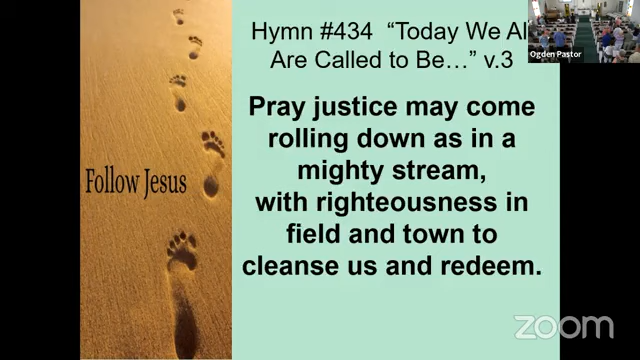 Hymn #434 "Today We Al
Are Called to Be…" v.3
Ogden Pastor
Pray justice may come
rolling down as in a
mighty stream,
with righteousness in
field and town to
cleanse us and redeem.
Follow Jesus
zoom